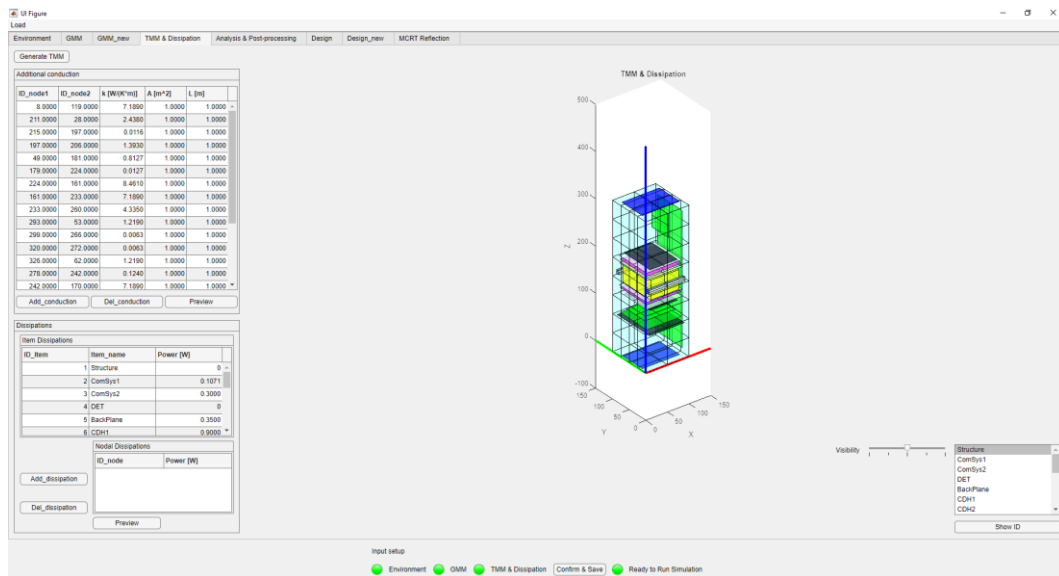 UI Figure
Load
Environment GMM GMM_new TMM & Dissipation Analysis & Post-processing Design Design_new MCRT Reflection
Generate TMM
Additional conduction
ID_node1 ID_node2 k [W/(K*m)] A [m^2] L [m]
8.0000 119.0000 7.1890 1.0000 1.0000
211.0000 28.0000 2.4380 1.0000 1.0000
215.0000 197.0000 0.0116 1.0000 1.0000
197.0000 206.0000 1.3930 1.0000 1.0000
49.0000 181.0000 0.8127 1.0000 1.0000
179.0000 224.0000 0.0127 1.0000 1.0000
224.0000 161.0000 8.4610 1.0000 1.0000
161.0000 233.0000 7.1890 1.0000 1.0000
233.0000 260.0000 4.3350 1.0000 1.0000
293.0000 53.0000 1.2190 1.0000 1.0000
299.0000 266.0000 0.0063 1.0000 1.0000
320.0000 272.0000 0.0063 1.0000 1.0000
326.0000 62.0000 1.2190 1.0000 1.0000
278.0000 242.0000 0.1240 1.0000 1.0000
242.0000 170.0000 7.1890 1.0000 1.0000
Add_conduction Del_conduction Preview
Dissipations
Item Dissipations
ID_Item Item_name Power [W]
1 Structure 0
2 ComSys1 0.1071
3 ComSys2 0.3000
4 DET 0
5 BackPlane 0.3500
6 CDH1 0.9000
Nodal Dissipations
ID_node Power [W]
Add_dissipation
Del_dissipation
Preview
TMM & Dissipation
500
400
300
200
100
0
-100
Z
150
100
50
0
Y
0
50
100
150
X
Visibility
Structure
ComSys1
ComSys2
DET
BackPlane
CDH1
CDH2
Show ID
Input setup
Environment GMM TMM & Dissipation Confirm & Save Ready to Run Simulation